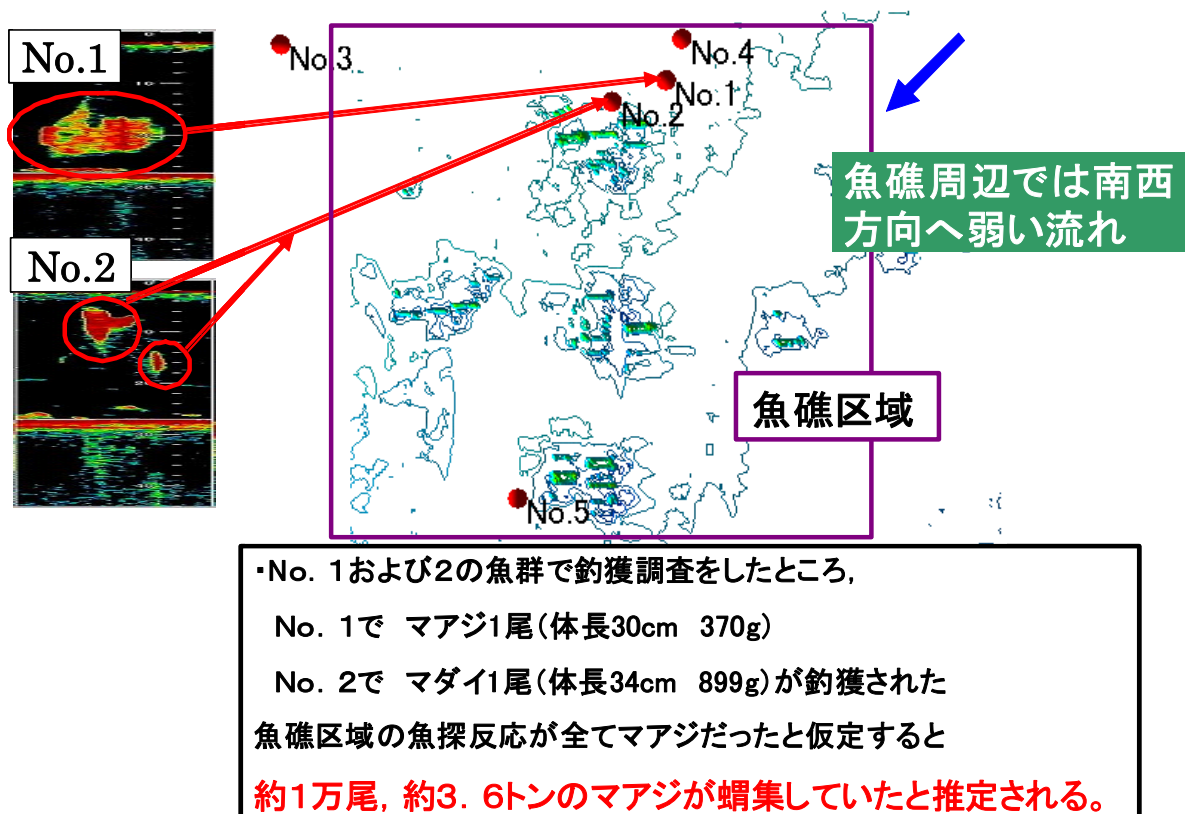 No.1
No.2
No.3
No.4
No.1
No.2
No.5
魚礁周辺では南西
方向へ弱い流れ
魚礁区域
・No. 1および2の魚群で釣獲調査をしたところ,
No. 1で マアジ1尾(体長30cm 370g)
No. 2で マダイ1尾(体長34cm 899g)が釣獲された
魚礁区域の魚探反応が全てマアジだったと仮定すると
約1万尾, 約3. 6トンのマアジが蝟集していたと推定される。